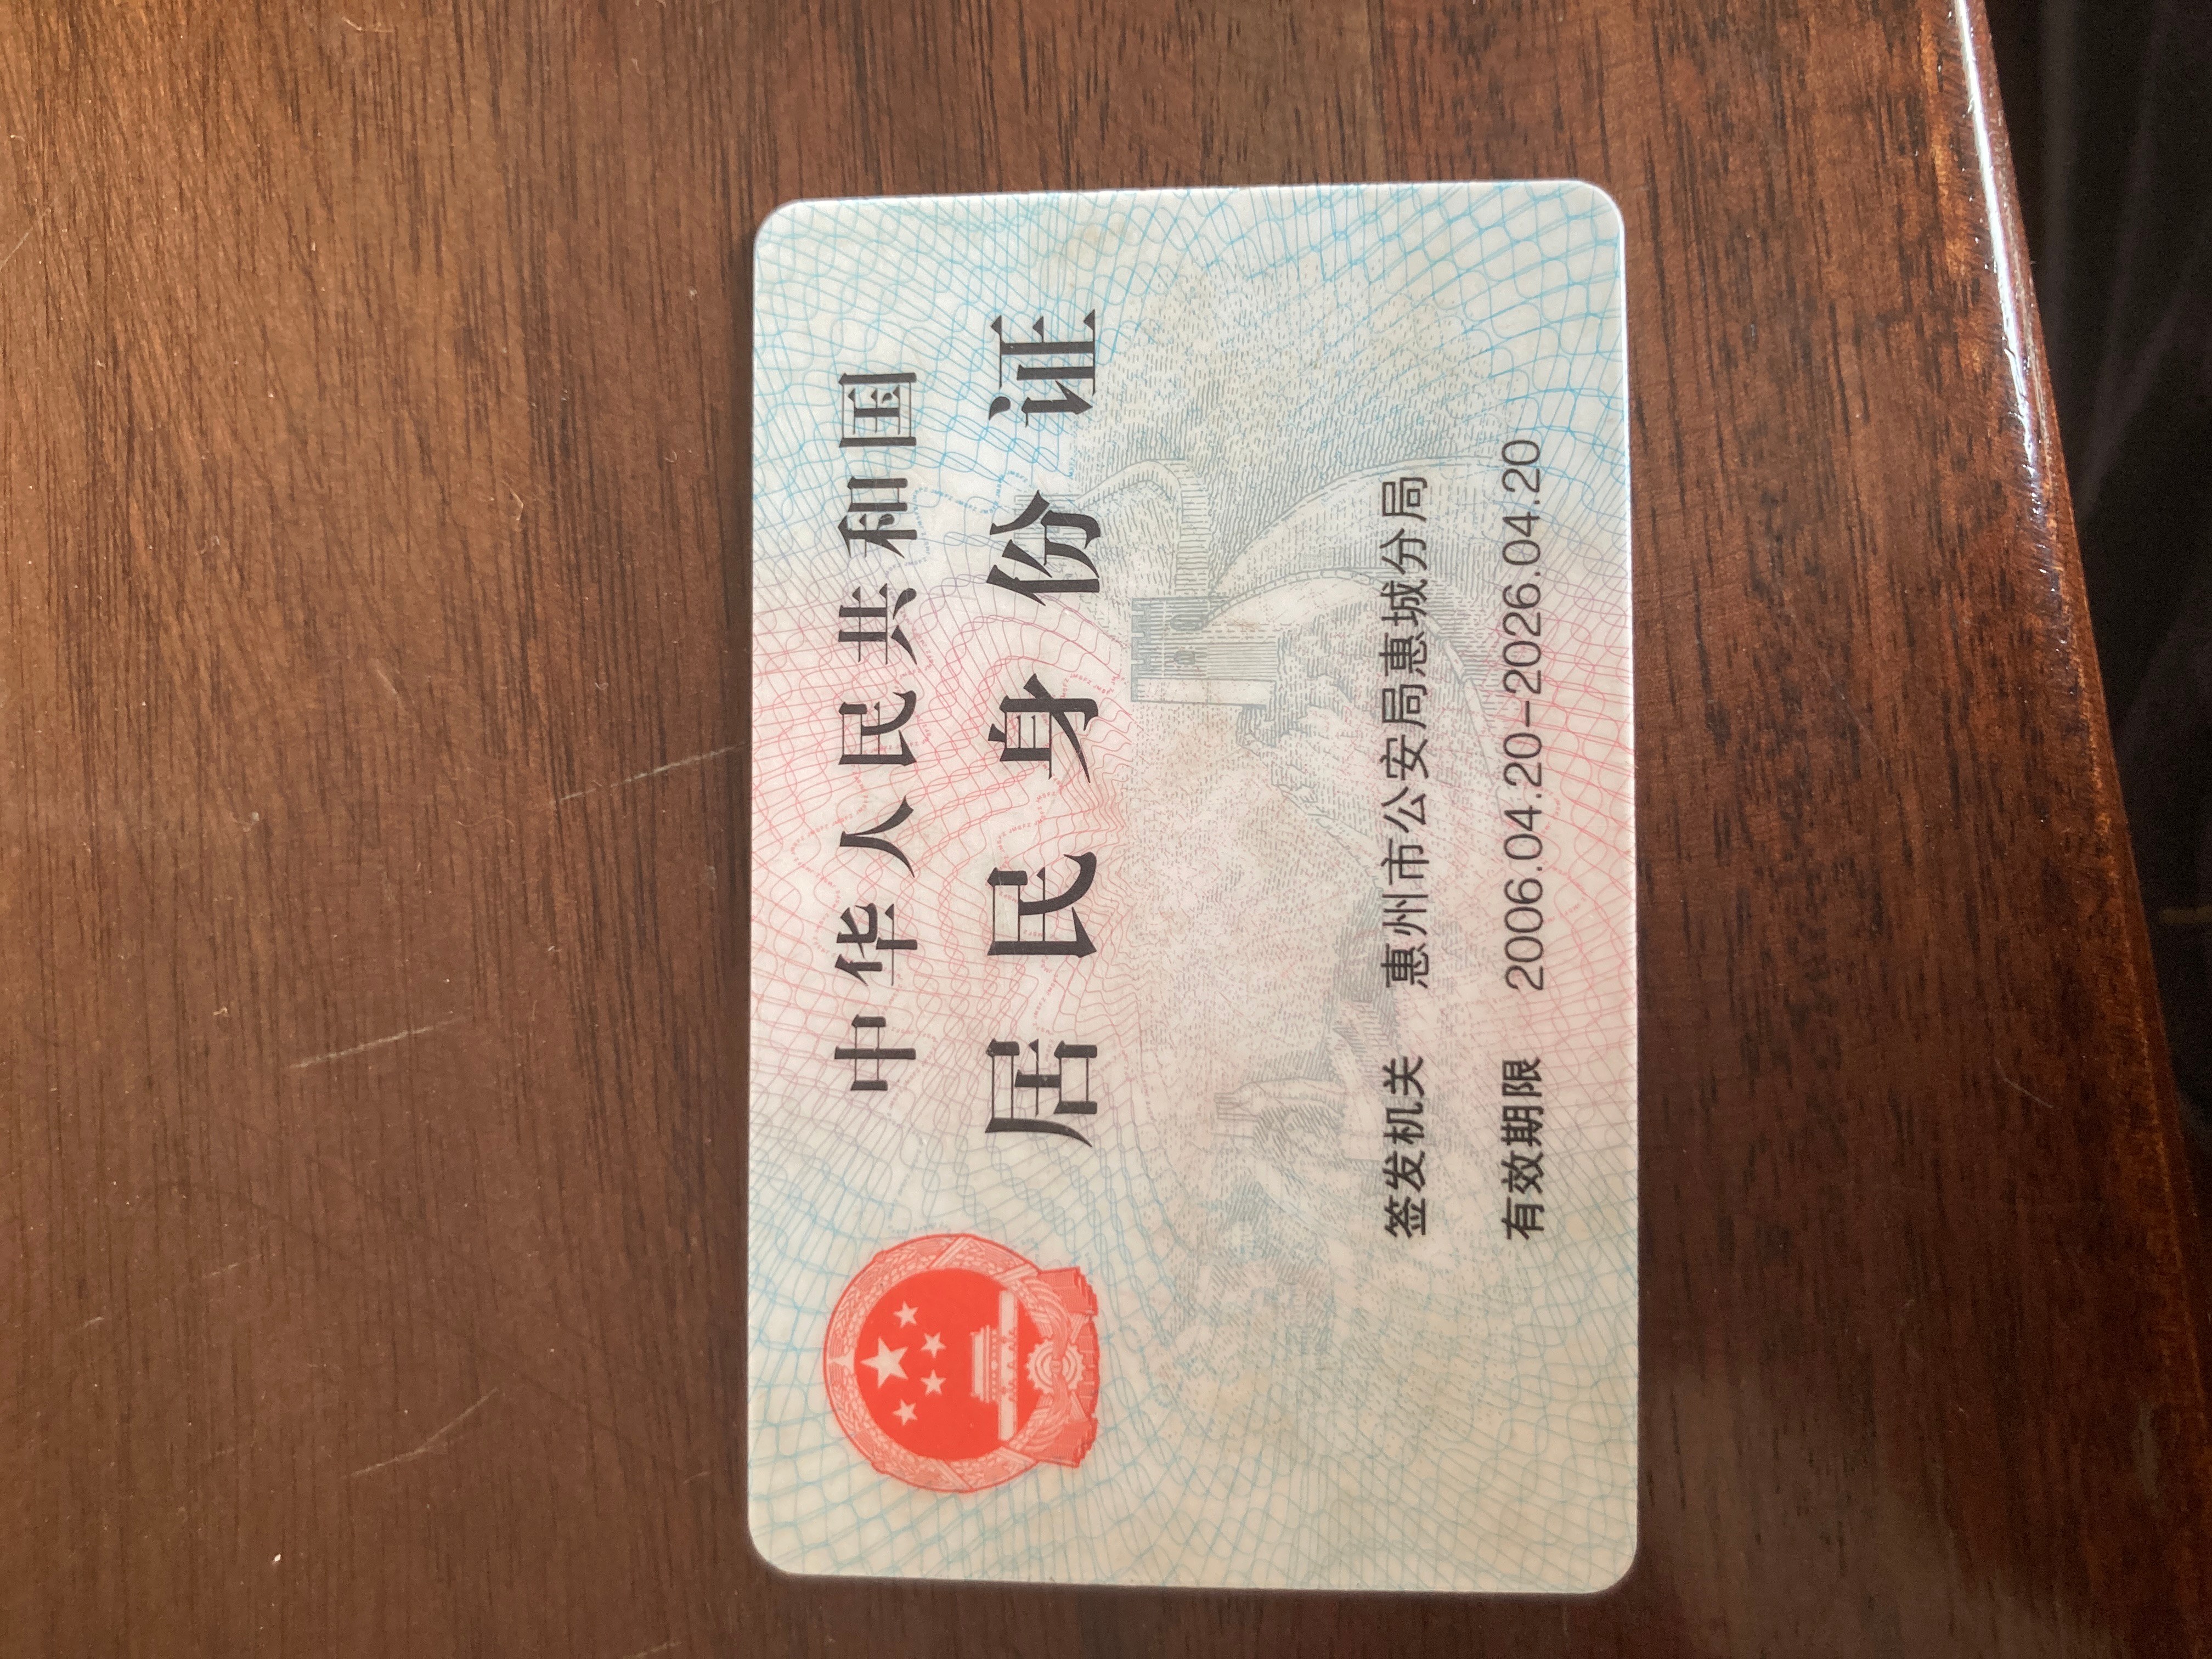 中华人民共和国
居民身份证
签发机关 惠州市公安局惠城分局
有效期限 2006.04.20-2026.04.20